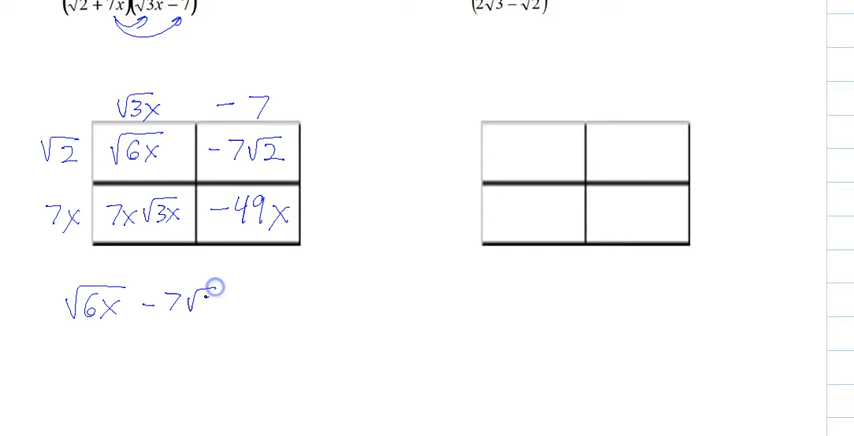 (√2 + 7x)(√3x − 7)
(2√3 − √2)
√3x − 7
√2 √6x −7√2
7x 7x√3x −49x
√6x − 7√